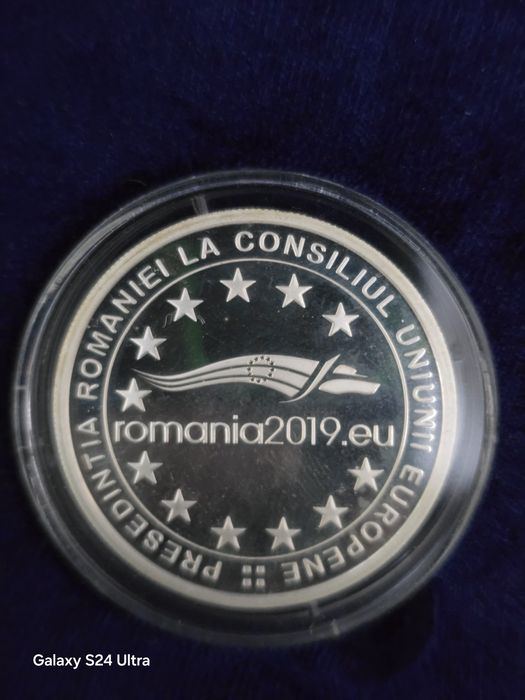 PRESEDINTIA ROMANIEI LA CONSILIUL UNIUNII EUROPENE
romania2019.eu
Galaxy S24 Ultra